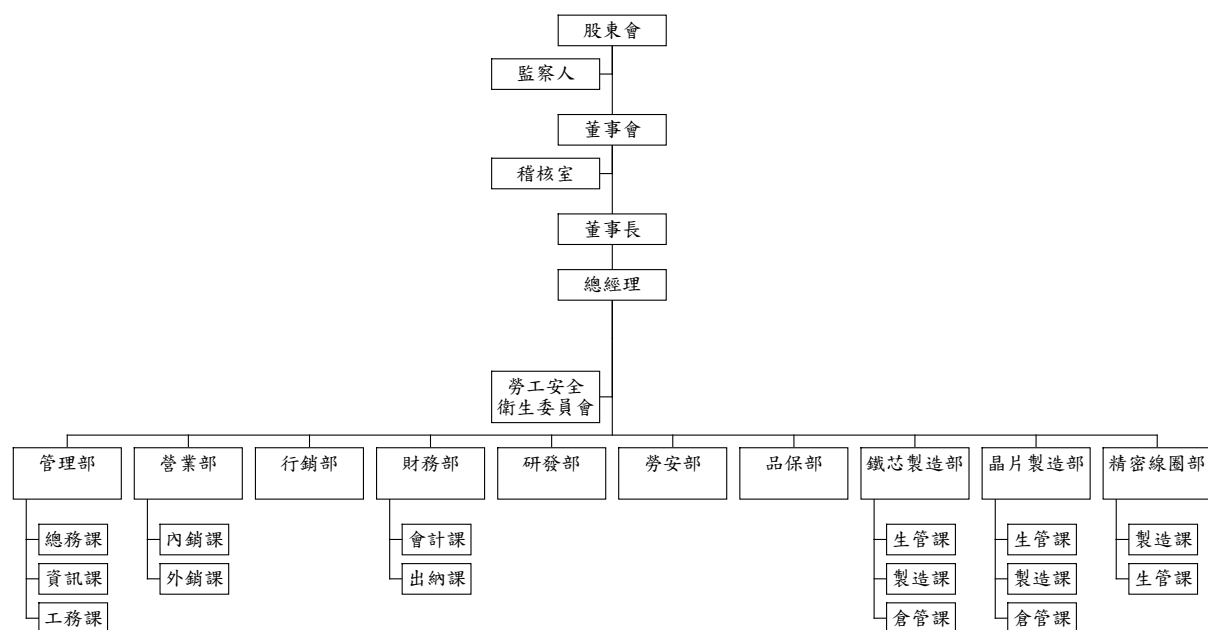 股東會
監察人
董事會
稽核室
董事長
總經理
勞工安全
衛生委員會
管理部
營業部
行銷部
財務部
研發部
勞安部
品保部
鐵芯製造部
晶片製造部
精密線圈部
總務課
內銷課
會計課
生管課
生管課
製造課
資訊課
外銷課
出納課
製造課
製造課
生管課
工務課
倉管課
倉管課